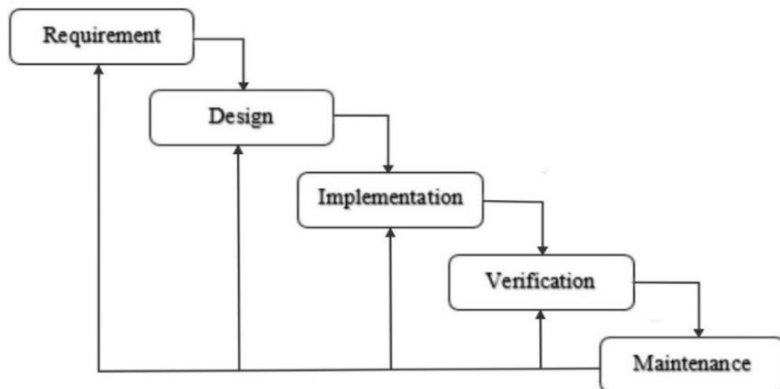 Requirement
Design
Implementation
Verification
Maintenance